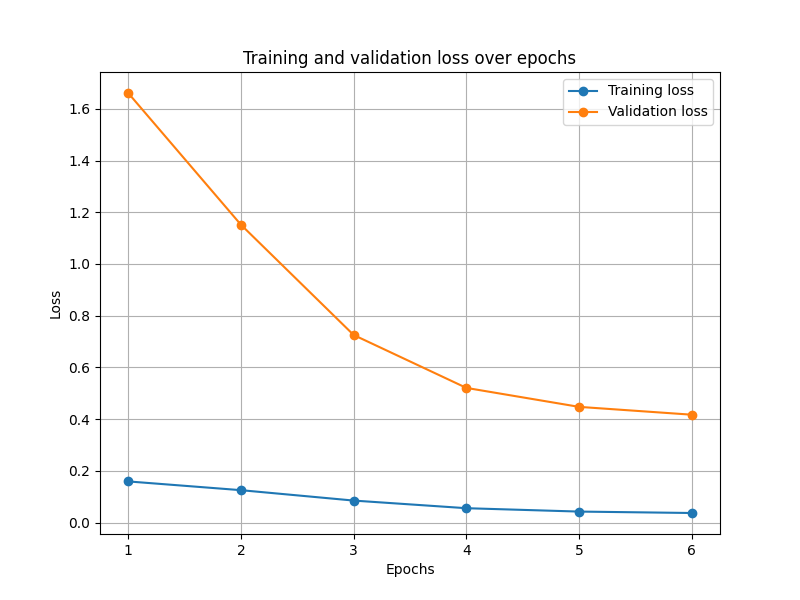 Training and validation loss over epochs
Training loss
Validation loss
1.6
1.4
1.2
1.0
0.8
0.6
0.4
0.2
0.0
Loss
1 2 3 4 5 6
Epochs